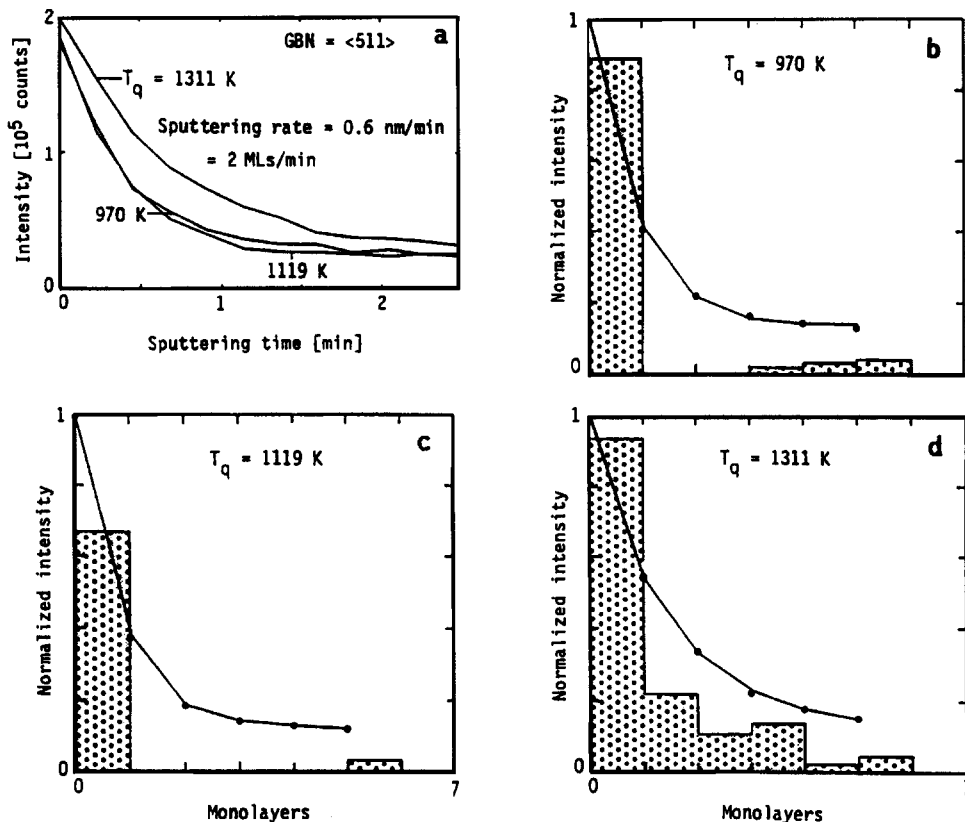 a
GBN = <511>
T_q = 1311 K
Sputtering rate = 0.6 nm/min
= 2 MLs/min
970 K
1119 K
Intensity [10^5 counts]
2
1
0
0
1
2
Sputtering time [min]
b
T_q = 970 K
Normalized intensity
1
0
c
T_q = 1119 K
Normalized intensity
1
0
0
7
Monolayers
d
T_q = 1311 K
Normalized intensity
1
0
0
Monolayers